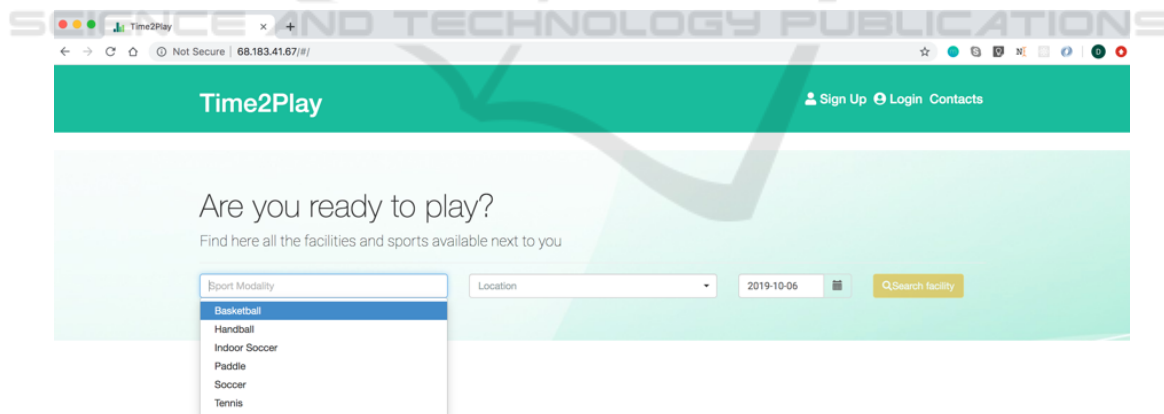 SCIENCE AND TECHNOLOGY PUBLICATIONS
Time2Play
Not Secure | 68.183.41.67/#/
Time2Play
Sign Up Login Contacts
Are you ready to play?
Find here all the facilities and sports available next to you
Sport Modality
Location
2019-10-06
Search facility
Basketball
Handball
Indoor Soccer
Paddle
Soccer
Tennis